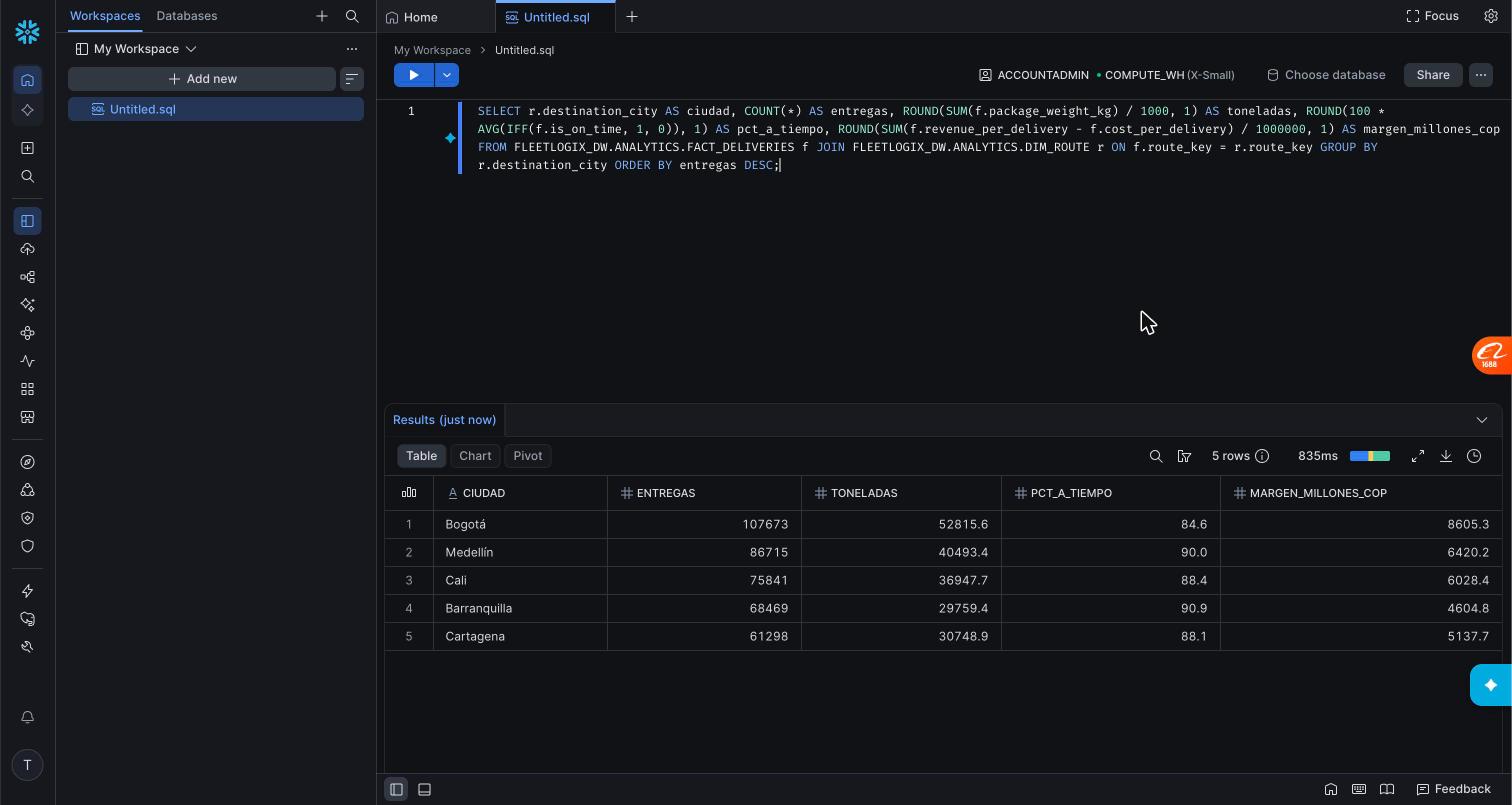 Workspaces Databases
Home
Untitled.sql
Focus
My Workspace
My Workspace > Untitled.sql
Add new
ACCOUNTADMIN • COMPUTE_WH (X-Small)
Choose database
Share
Untitled.sql
1
SELECT r.destination_city AS ciudad, COUNT(*) AS entregas, ROUND(SUM(f.package_weight_kg) / 1000, 1) AS toneladas, ROUND(100 *
AVG(IFF(f.is_on_time, 1, 0)), 1) AS pct_a_tiempo, ROUND(SUM(f.revenue_per_delivery - f.cost_per_delivery) / 1000000, 1) AS margen_millones_cop
FROM FLEETLOGIX_DW.ANALYTICS.FACT_DELIVERIES f JOIN FLEETLOGIX_DW.ANALYTICS.DIM_ROUTE r ON f.route_key = r.route_key GROUP BY
r.destination_city ORDER BY entregas DESC;
1688
Results (just now)
Table Chart Pivot
5 rows 835ms
CIUDAD ENTREGAS TONELADAS PCT_A_TIEMPO MARGEN_MILLONES_COP
1 Bogotá 107673 52815.6 84.6 8605.3
2 Medellín 86715 40493.4 90.0 6420.2
3 Cali 75841 36947.7 88.4 6028.4
4 Barranquilla 68469 29759.4 90.9 4604.8
5 Cartagena 61298 30748.9 88.1 5137.7
T
Feedback